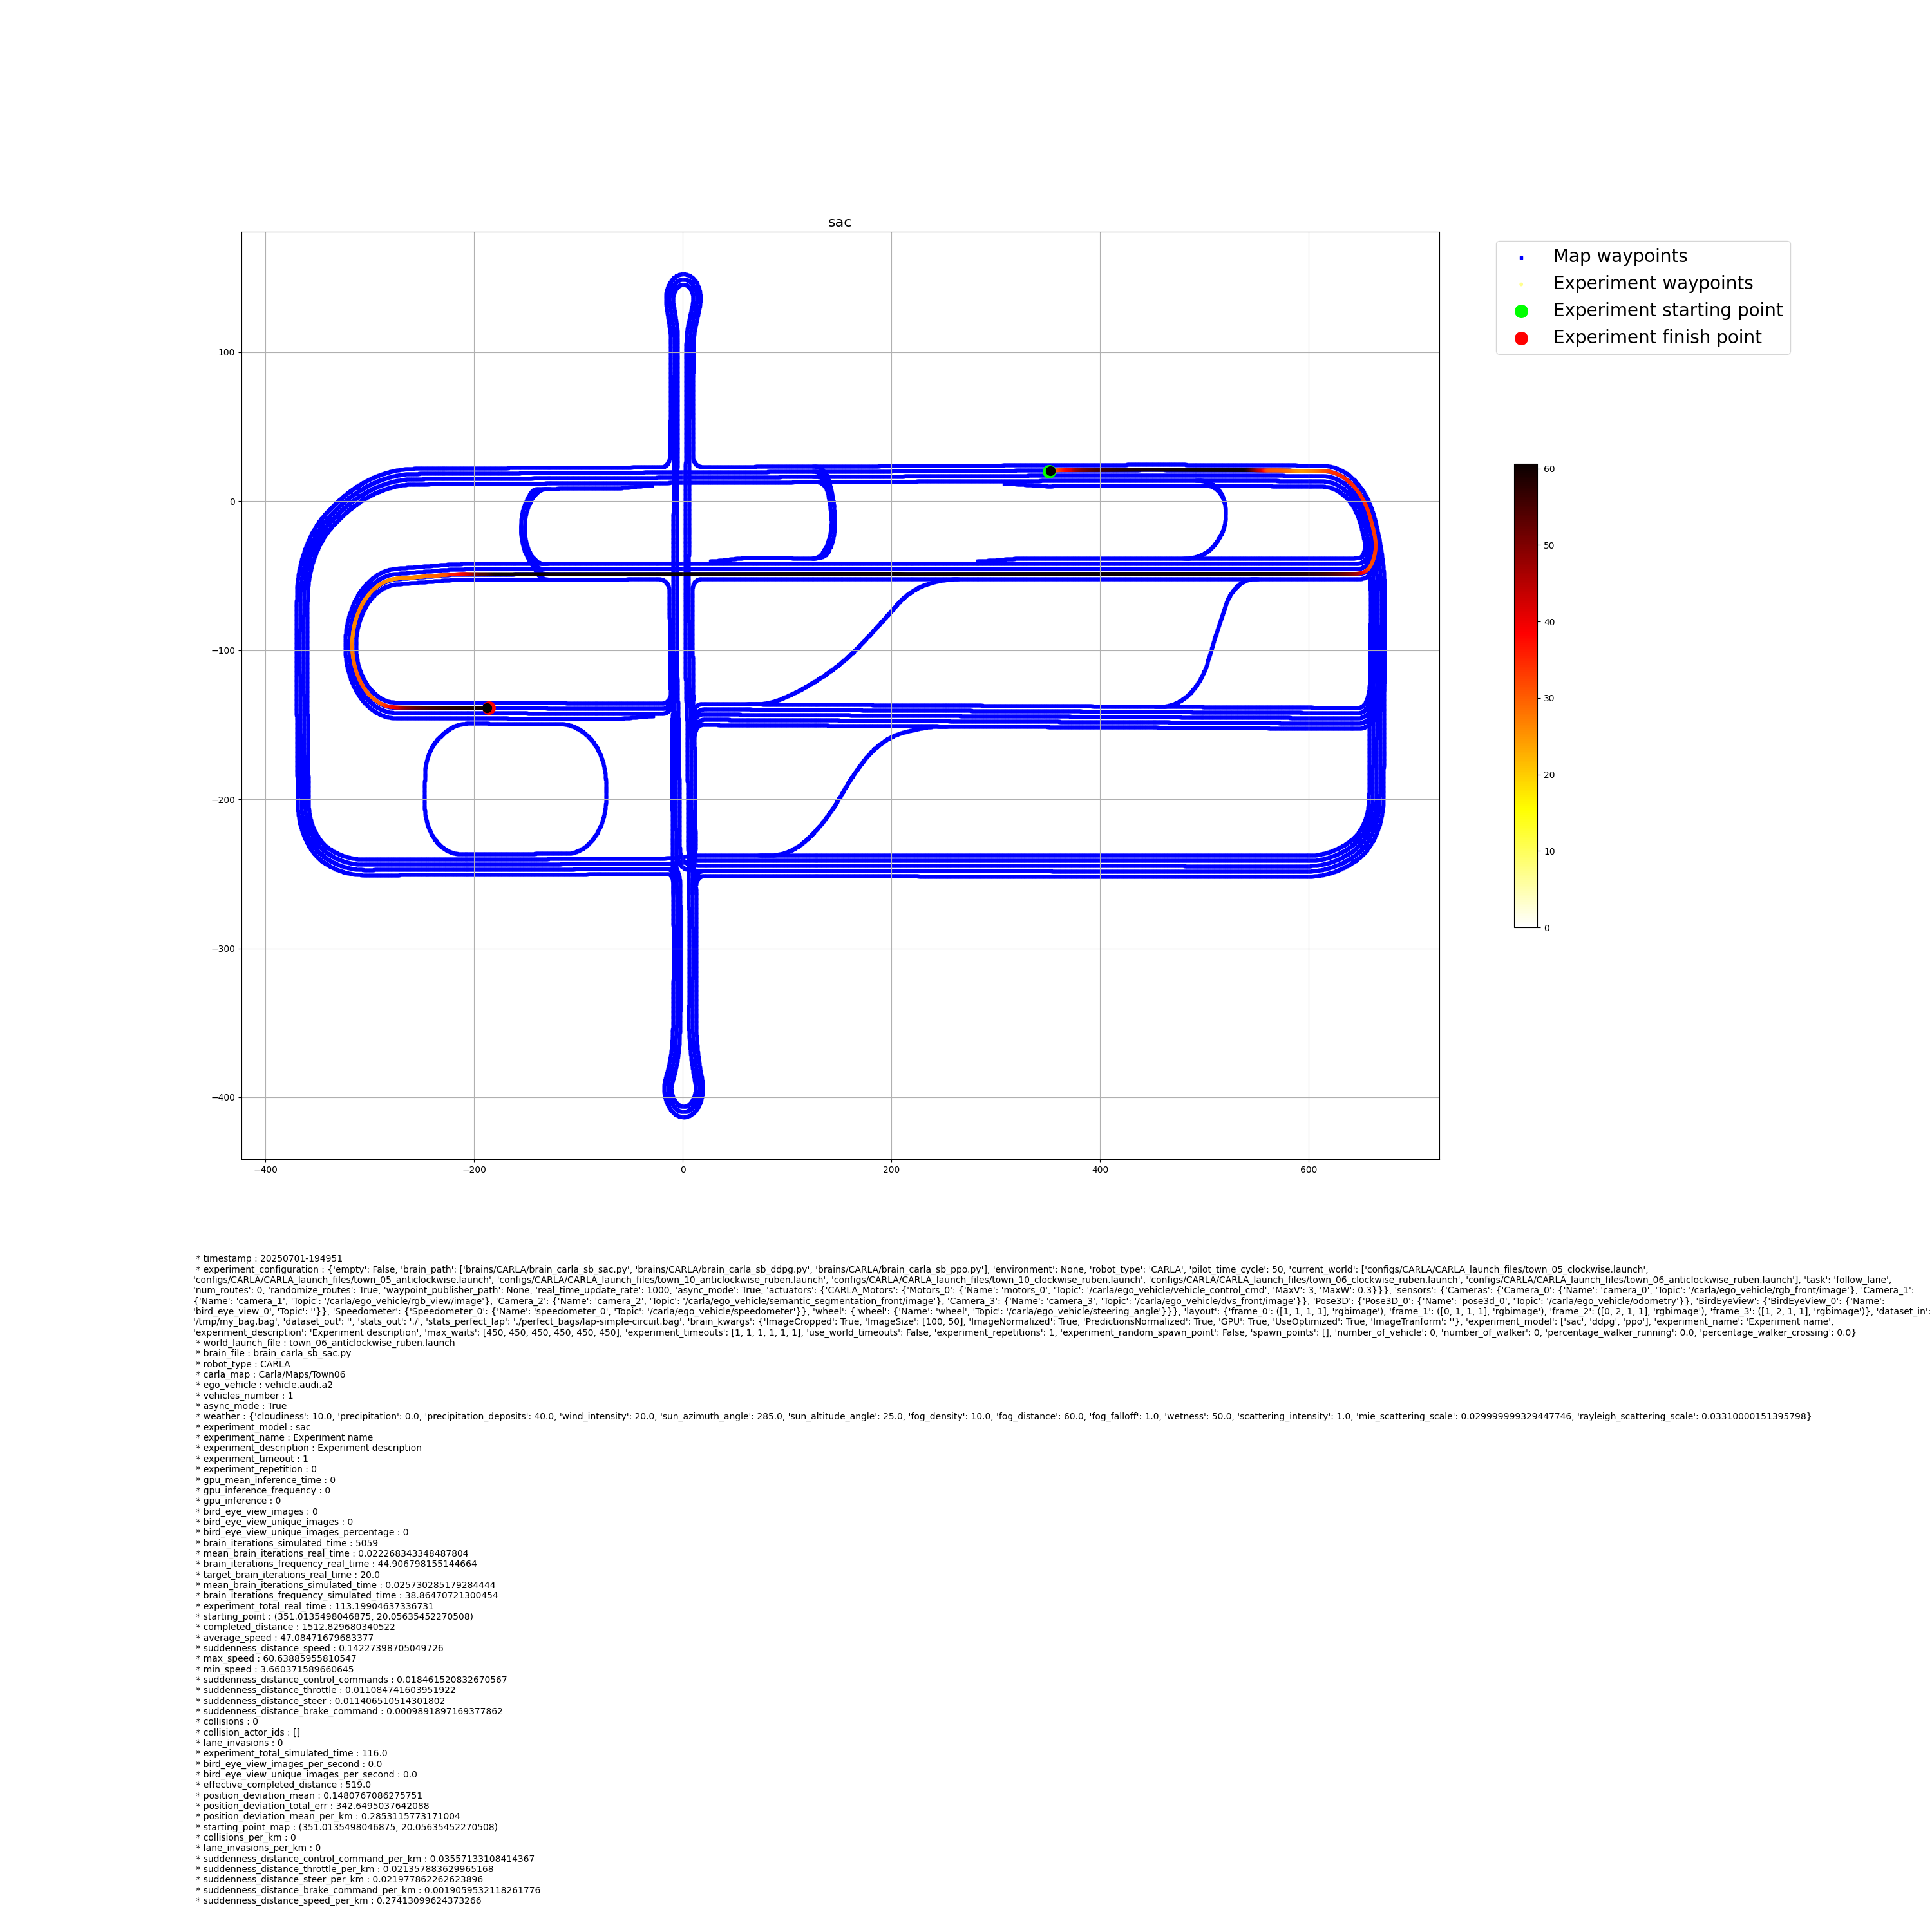 sac
Map waypoints
Experiment waypoints
Experiment starting point
Experiment finish point
100
0
−100
−200
−300
−400
−400
−200
0
200
400
600
60
50
40
30
20
10
0
* timestamp : 20250701-194951
* experiment_configuration : {'empty': False, 'brain_path': ['brains/CARLA/brain_carla_sb_sac.py', 'brains/CARLA/brain_carla_sb_ddpg.py', 'brains/CARLA/brain_carla_sb_ppo.py'], 'environment': None, 'robot_type': 'CARLA', 'pilot_time_cycle': 50, 'current_world': ['configs/CARLA/CARLA_launch_files/town_05_clockwise.launch',
'configs/CARLA/CARLA_launch_files/town_05_anticlockwise.launch', 'configs/CARLA/CARLA_launch_files/town_10_anticlockwise_ruben.launch', 'configs/CARLA/CARLA_launch_files/town_10_clockwise_ruben.launch', 'configs/CARLA/CARLA_launch_files/town_06_clockwise_ruben.launch', 'configs/CARLA/CARLA_launch_files/town_06_anticlockwise_ruben.launch'], 'task': 'follow_lane',
'num_routes': 0, 'randomize_routes': True, 'waypoint_publisher_path': None, 'real_time_update_rate': 1000, 'async_mode': True, 'actuators': {'CARLA_Motors': {'Motors_0': {'Name': 'motors_0', 'Topic': '/carla/ego_vehicle/vehicle_control_cmd', 'MaxV': 3, 'MaxW': 0.3}}}, 'sensors': {'Cameras': {'Camera_0': {'Name': 'camera_0', 'Topic': '/carla/ego_vehicle/rgb_front/image'}, 'Camera_1':
{'Name': 'camera_1', 'Topic': '/carla/ego_vehicle/rgb_view/image'}, 'Camera_2': {'Name': 'camera_2', 'Topic': '/carla/ego_vehicle/semantic_segmentation_front/image'}, 'Camera_3': {'Name': 'camera_3', 'Topic': '/carla/ego_vehicle/dvs_front/image'}}, 'Pose3D': {'Pose3D_0': {'Name': 'pose3d_0', 'Topic': '/carla/ego_vehicle/odometry'}}, 'BirdEyeView': {'BirdEyeView_0': {'Name':
'bird_eye_view_0', 'Topic': ''}}, 'Speedometer': {'Speedometer_0': {'Name': 'speedometer_0', 'Topic': '/carla/ego_vehicle/speedometer'}}, 'wheel': {'wheel': {'Name': 'wheel', 'Topic': '/carla/ego_vehicle/steering_angle'}}}, 'layout': {'frame_0': ([1, 1, 1, 1], 'rgbimage'), 'frame_1': ([0, 1, 1, 1], 'rgbimage'), 'frame_2': ([0, 2, 1, 1], 'rgbimage'), 'frame_3': ([1, 2, 1, 1], 'rgbimage')}, 'dataset_in':
'/tmp/my_bag.bag', 'dataset_out': '', 'stats_out': './', 'stats_perfect_lap': './perfect_bags/lap-simple-circuit.bag', 'brain_kwargs': {'ImageCropped': True, 'ImageSize': [100, 50], 'ImageNormalized': True, 'PredictionsNormalized': True, 'GPU': True, 'UseOptimized': True, 'ImageTranform': ''}, 'experiment_model': ['sac', 'ddpg', 'ppo'], 'experiment_name': 'Experiment name',
'experiment_description': 'Experiment description', 'max_waits': [450, 450, 450, 450, 450, 450], 'experiment_timeouts': [1, 1, 1, 1, 1, 1], 'use_world_timeouts': False, 'experiment_repetitions': 1, 'experiment_random_spawn_point': False, 'spawn_points': [], 'number_of_vehicle': 0, 'number_of_walker': 0, 'percentage_walker_running': 0.0, 'percentage_walker_crossing': 0.0}
* world_launch_file : town_06_anticlockwise_ruben.launch
* brain_file : brain_carla_sb_sac.py
* robot_type : CARLA
* carla_map : Carla/Maps/Town06
* ego_vehicle : vehicle.audi.a2
* vehicles_number : 1
* async_mode : True
* weather : {'cloudiness': 10.0, 'precipitation': 0.0, 'precipitation_deposits': 40.0, 'wind_intensity': 20.0, 'sun_azimuth_angle': 285.0, 'sun_altitude_angle': 25.0, 'fog_density': 10.0, 'fog_distance': 60.0, 'fog_falloff': 1.0, 'wetness': 50.0, 'scattering_intensity': 1.0, 'mie_scattering_scale': 0.029999999329447746, 'rayleigh_scattering_scale': 0.03310000151395798}
* experiment_model : sac
* experiment_name : Experiment name
* experiment_description : Experiment description
* experiment_timeout : 1
* experiment_repetition : 0
* gpu_mean_inference_time : 0
* gpu_inference_frequency : 0
* gpu_inference : 0
* bird_eye_view_images : 0
* bird_eye_view_unique_images : 0
* bird_eye_view_unique_images_percentage : 0
* brain_iterations_simulated_time : 5059
* mean_brain_iterations_real_time : 0.022268343348487804
* brain_iterations_frequency_real_time : 44.906798155144664
* target_brain_iterations_real_time : 20.0
* mean_brain_iterations_simulated_time : 0.025730285179284444
* brain_iterations_frequency_simulated_time : 38.86470721300454
* experiment_total_real_time : 113.19904637336731
* starting_point : (351.0135498046875, 20.05635452270508)
* completed_distance : 1512.829680340522
* average_speed : 47.08471679683377
* suddenness_distance_speed : 0.14227398705049726
* max_speed : 60.63885955810547
* min_speed : 3.660371589660645
* suddenness_distance_control_commands : 0.018461520832670567
* suddenness_distance_throttle : 0.011084741603951922
* suddenness_distance_steer : 0.011406510514301802
* suddenness_distance_brake_command : 0.0009891897169377862
* collisions : 0
* collision_actor_ids : []
* lane_invasions : 0
* experiment_total_simulated_time : 116.0
* bird_eye_view_images_per_second : 0.0
* bird_eye_view_unique_images_per_second : 0.0
* effective_completed_distance : 519.0
* position_deviation_mean : 0.1480767086275751
* position_deviation_total_err : 342.6495037642088
* position_deviation_mean_per_km : 0.2853115773171004
* starting_point_map : (351.0135498046875, 20.05635452270508)
* collisions_per_km : 0
* lane_invasions_per_km : 0
* suddenness_distance_control_command_per_km : 0.03557133108414367
* suddenness_distance_throttle_per_km : 0.021357883629965168
* suddenness_distance_steer_per_km : 0.021977862262623896
* suddenness_distance_brake_command_per_km : 0.0019059532118261776
* suddenness_distance_speed_per_km : 0.27413099624373266